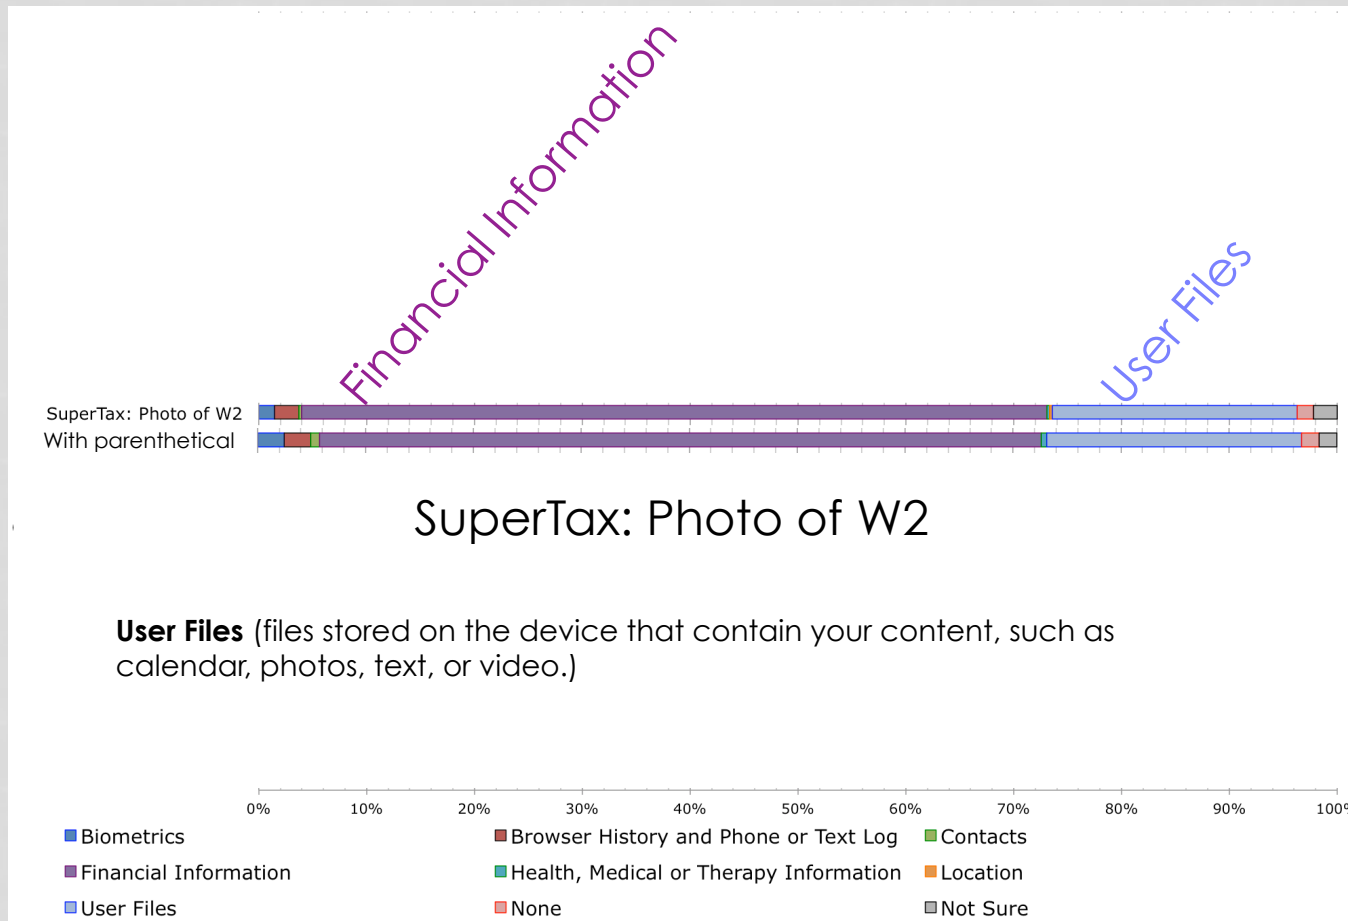 Financial Information
User Files
SuperTax: Photo of W2
With parenthetical
SuperTax: Photo of W2
User Files (files stored on the device that contain your content, such as
calendar, photos, text, or video.)
0% 10% 20% 30% 40% 50% 60% 70% 80% 90% 100%
Biometrics Browser History and Phone or Text Log Contacts
Financial Information Health, Medical or Therapy Information Location
User Files None Not Sure